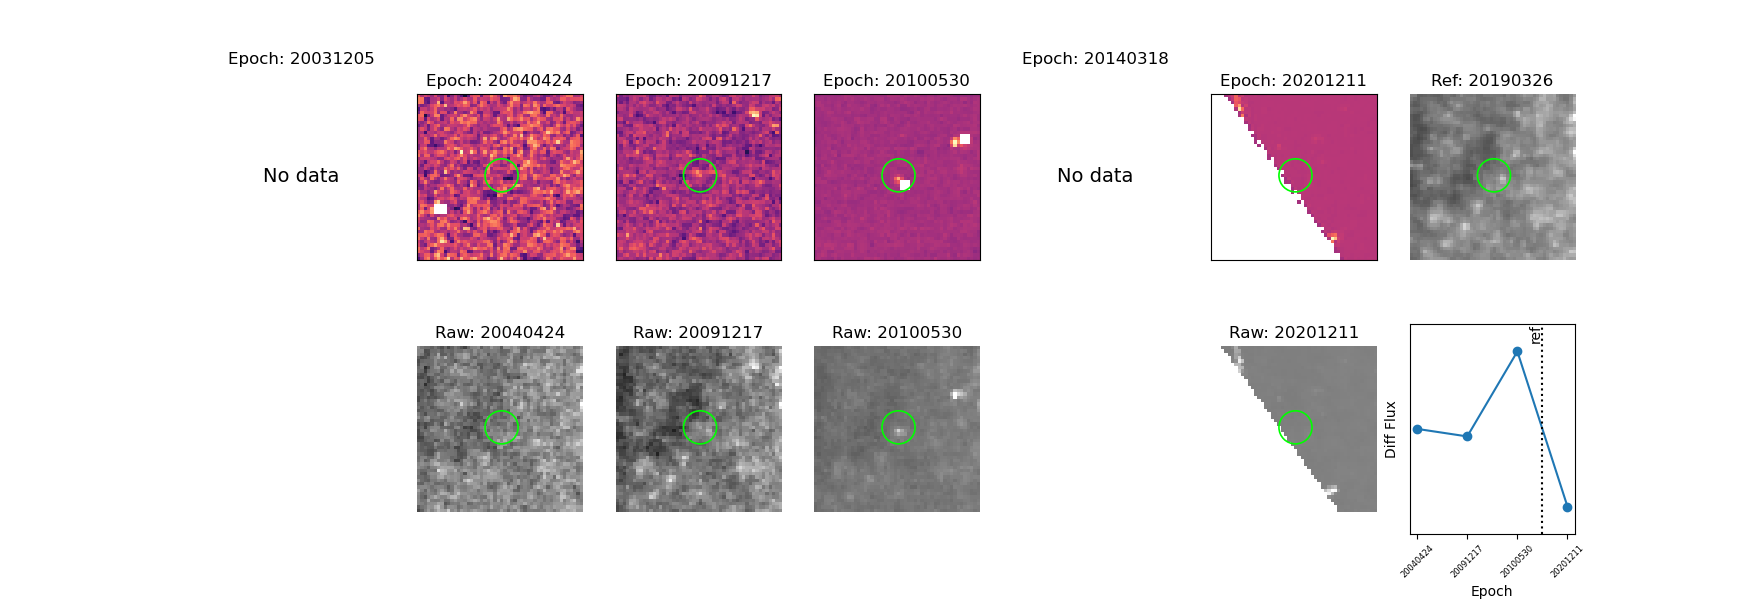 Epoch: 20031205
Epoch: 20140318
Epoch: 20040424
Epoch: 20091217
Epoch: 20100530
Epoch: 20201211
Ref: 20190326
No data
No data
Raw: 20040424
Raw: 20091217
Raw: 20100530
Raw: 20201211
ref
Diff Flux
20040424
20091217
20100530
20201211
Epoch